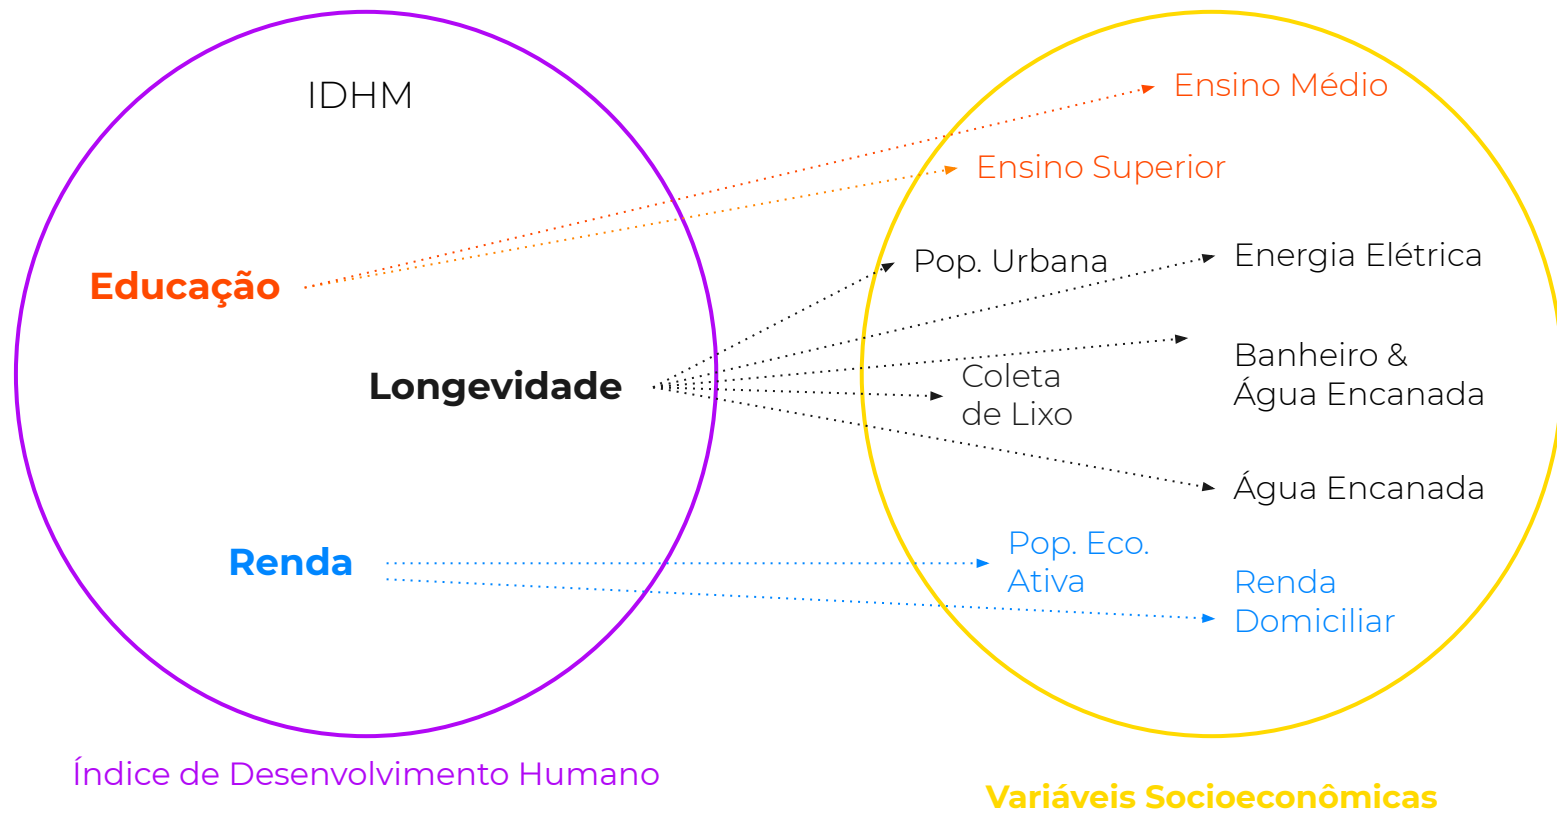 IDHM
Educação
Longevidade
Renda
Índice de Desenvolvimento Humano
Ensino Médio
Ensino Superior
Pop. Urbana
Energia Elétrica
Banheiro &
Água Encanada
Coleta
de Lixo
Água Encanada
Pop. Eco.
Ativa
Renda
Domiciliar
Variáveis Socioeconômicas